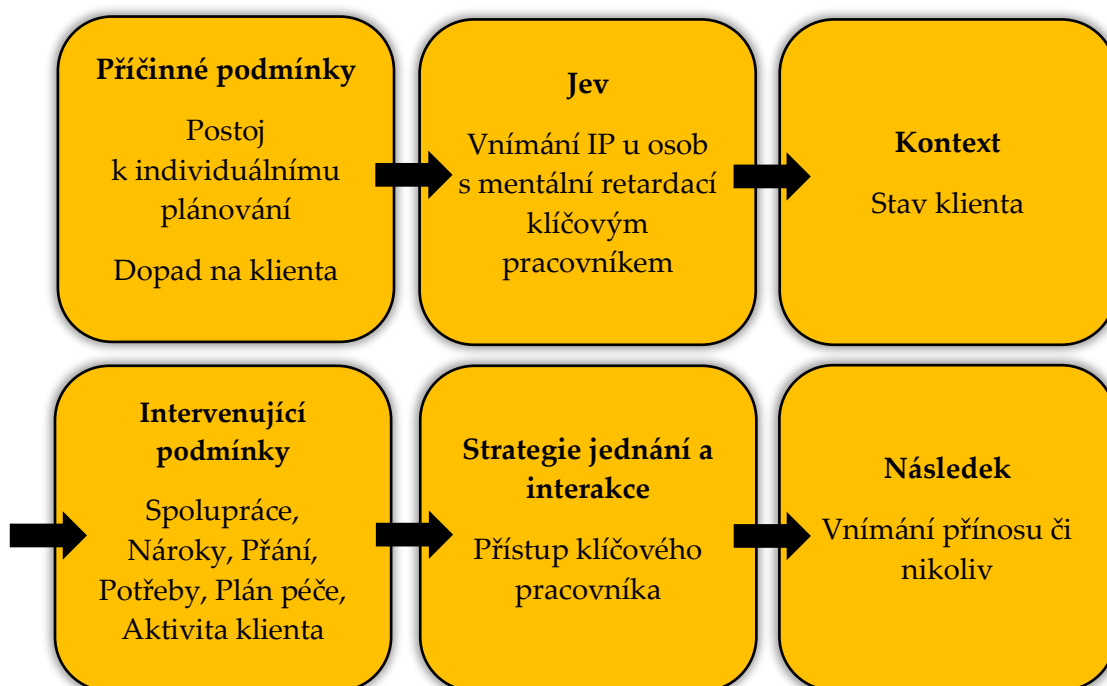 Příčinné podmínky
Postoj
k individuálnímu
plánování
Dopad na klienta
Jev
Vnímání IP u osob
s mentální retardací
klíčovým
pracovníkem
Kontext
Stav klienta
Intervenující
podmínky
Spolupráce,
Nároky, Přání,
Potřeby, Plán péče,
Aktivita klienta
Strategie jednání a
interakce
Přístup klíčového
pracovníka
Následek
Vnímání přínosu či
nikoliv